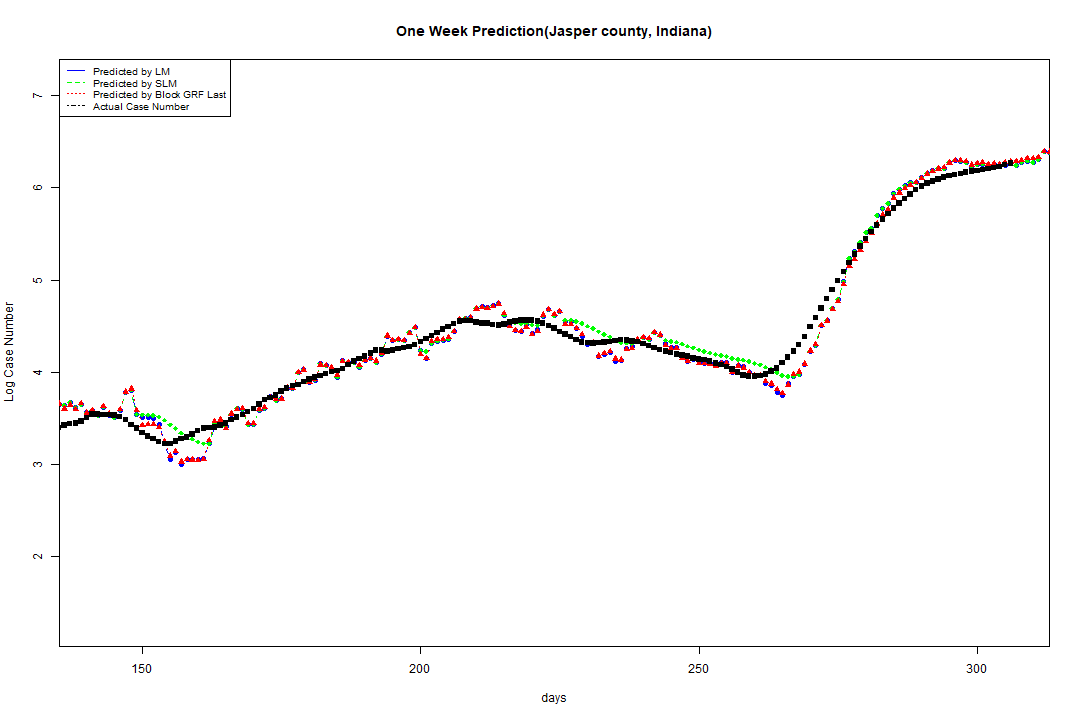 One Week Prediction(Jasper county, Indiana)
Predicted by LM
Predicted by SLM
Predicted by Block GRF Last
Actual Case Number
7
6
5
4
3
2
Log Case Number
150 200 250 300
days